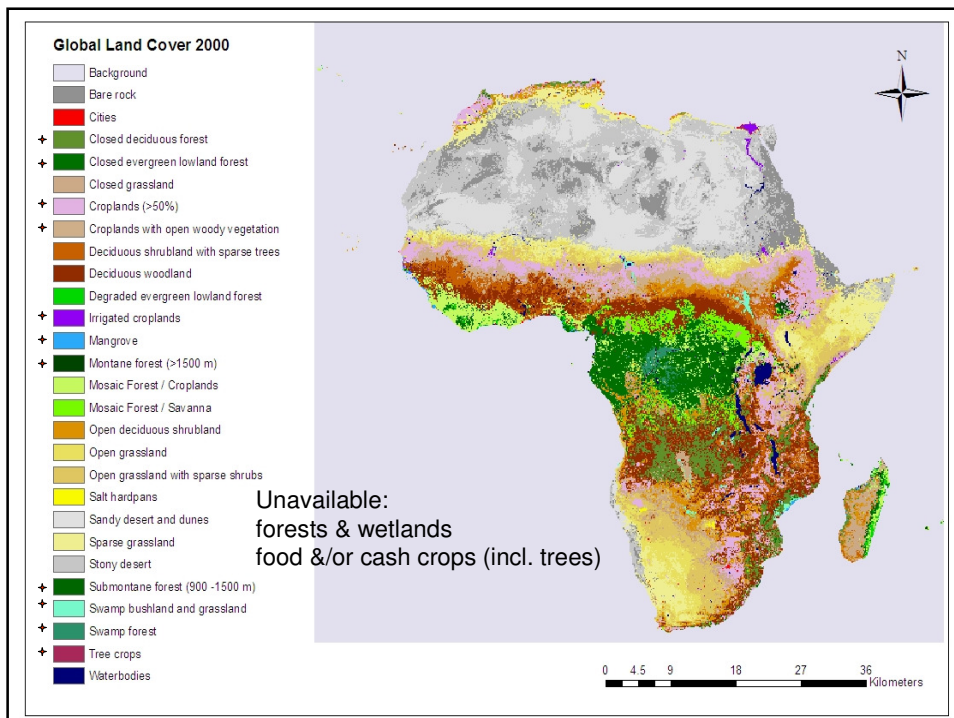 Global Land Cover 2000
Background
Bare rock
Cities
Closed deciduous forest
Closed evergreen lowland forest
Closed grassland
Croplands (>50%)
Croplands with open woody vegetation
Deciduous shrubland with sparse trees
Deciduous woodland
Degraded evergreen lowland forest
Irrigated croplands
Mangrove
Montane forest (>1500 m)
Mosaic Forest / Croplands
Mosaic Forest / Savanna
Open deciduous shrubland
Open grassland
Open grassland with sparse shrubs
Salt hardpans
Sandy desert and dunes
Sparse grassland
Stony desert
Submontane forest (900 -1500 m)
Swamp bushland and grassland
Swamp forest
Tree crops
Waterbodies
N
Unavailable:
forests & wetlands
food &/or cash crops (incl. trees)
0 4.5 9 18 27 36
Kilometers